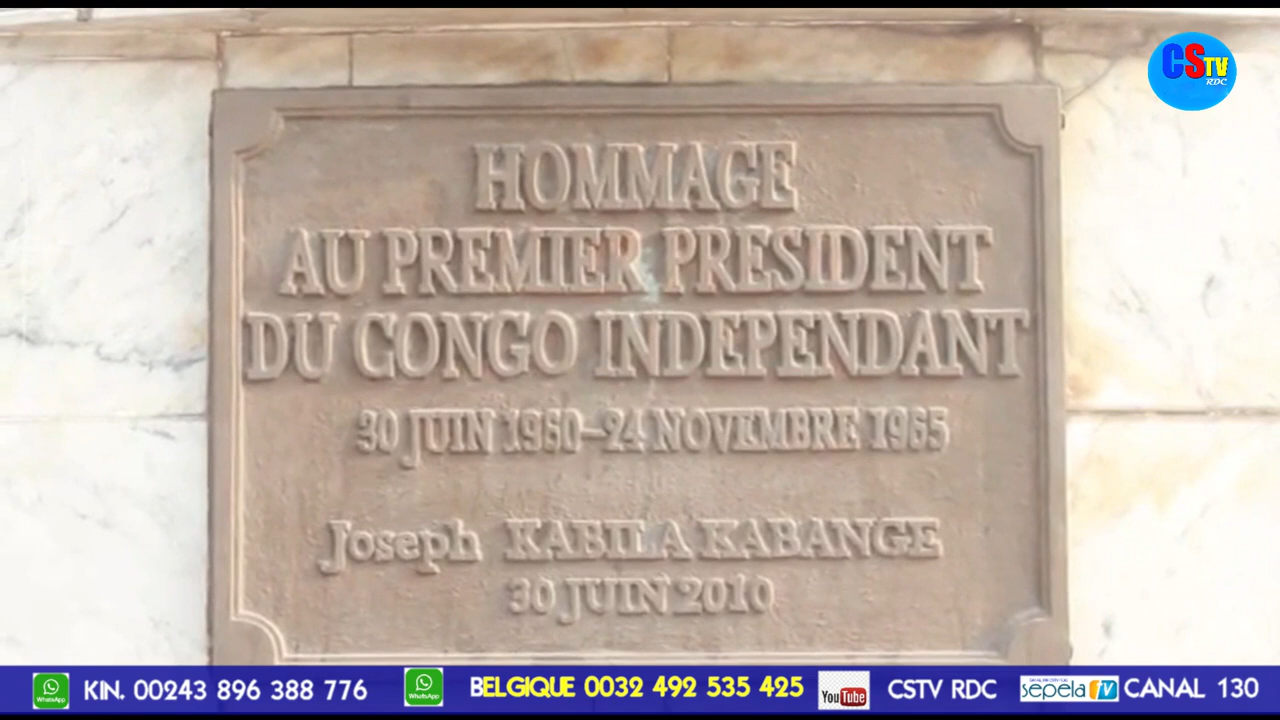 CSTV
RDC
HOMMAGE
AU PREMIER PRESIDENT
DU CONGO INDEPENDANT
30 JUIN 1960-24 NOVEMBRE 1965
Joseph KABILA KABANGE
30 JUIN 2010
WhatsApp KIN. 00243 896 388 776 WhatsApp BELGIQUE 0032 492 535 425 YouTube CSTV RDC sepela TV CANAL 130